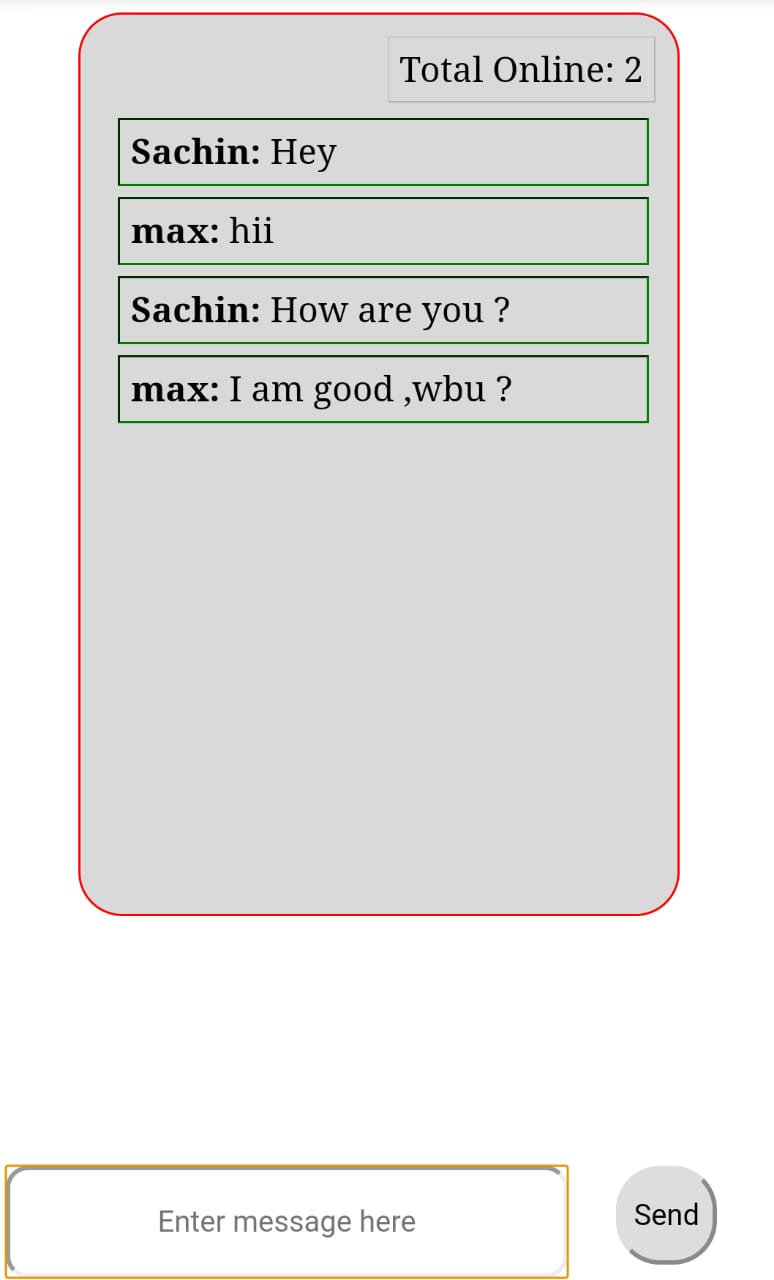 Total Online: 2
Sachin: Hey
max: hii
Sachin: How are you ?
max: I am good ,wbu ?
Enter message here
Send